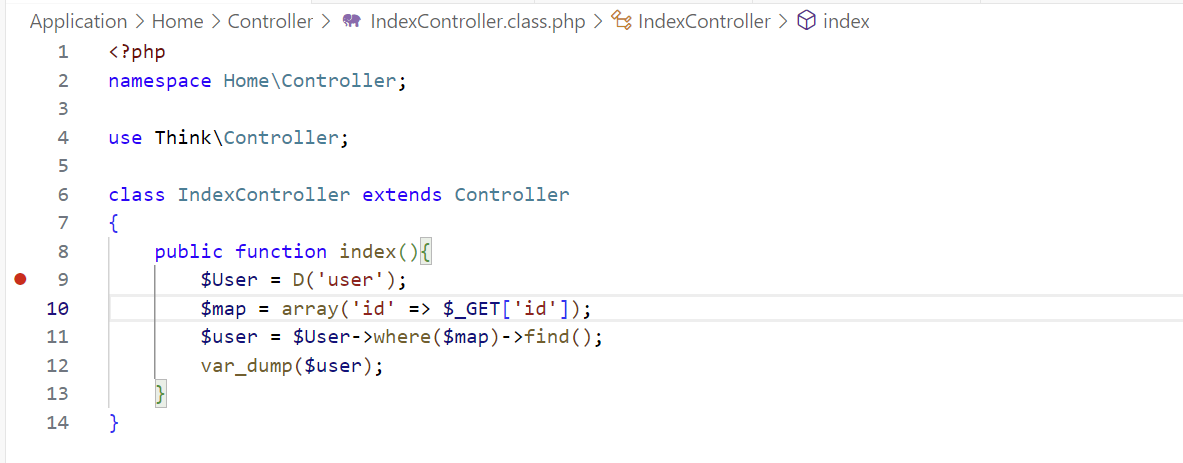 Application > Home > Controller > IndexController.class.php > IndexController > index
1 <?php
2 namespace Home\Controller;
3
4 use Think\Controller;
5
6 class IndexController extends Controller
7 {
8     public function index(){
9         $User = D('user');
10         $map = array('id' => $_GET['id']);
11         $user = $User->where($map)->find();
12         var_dump($user);
13     }
14 }